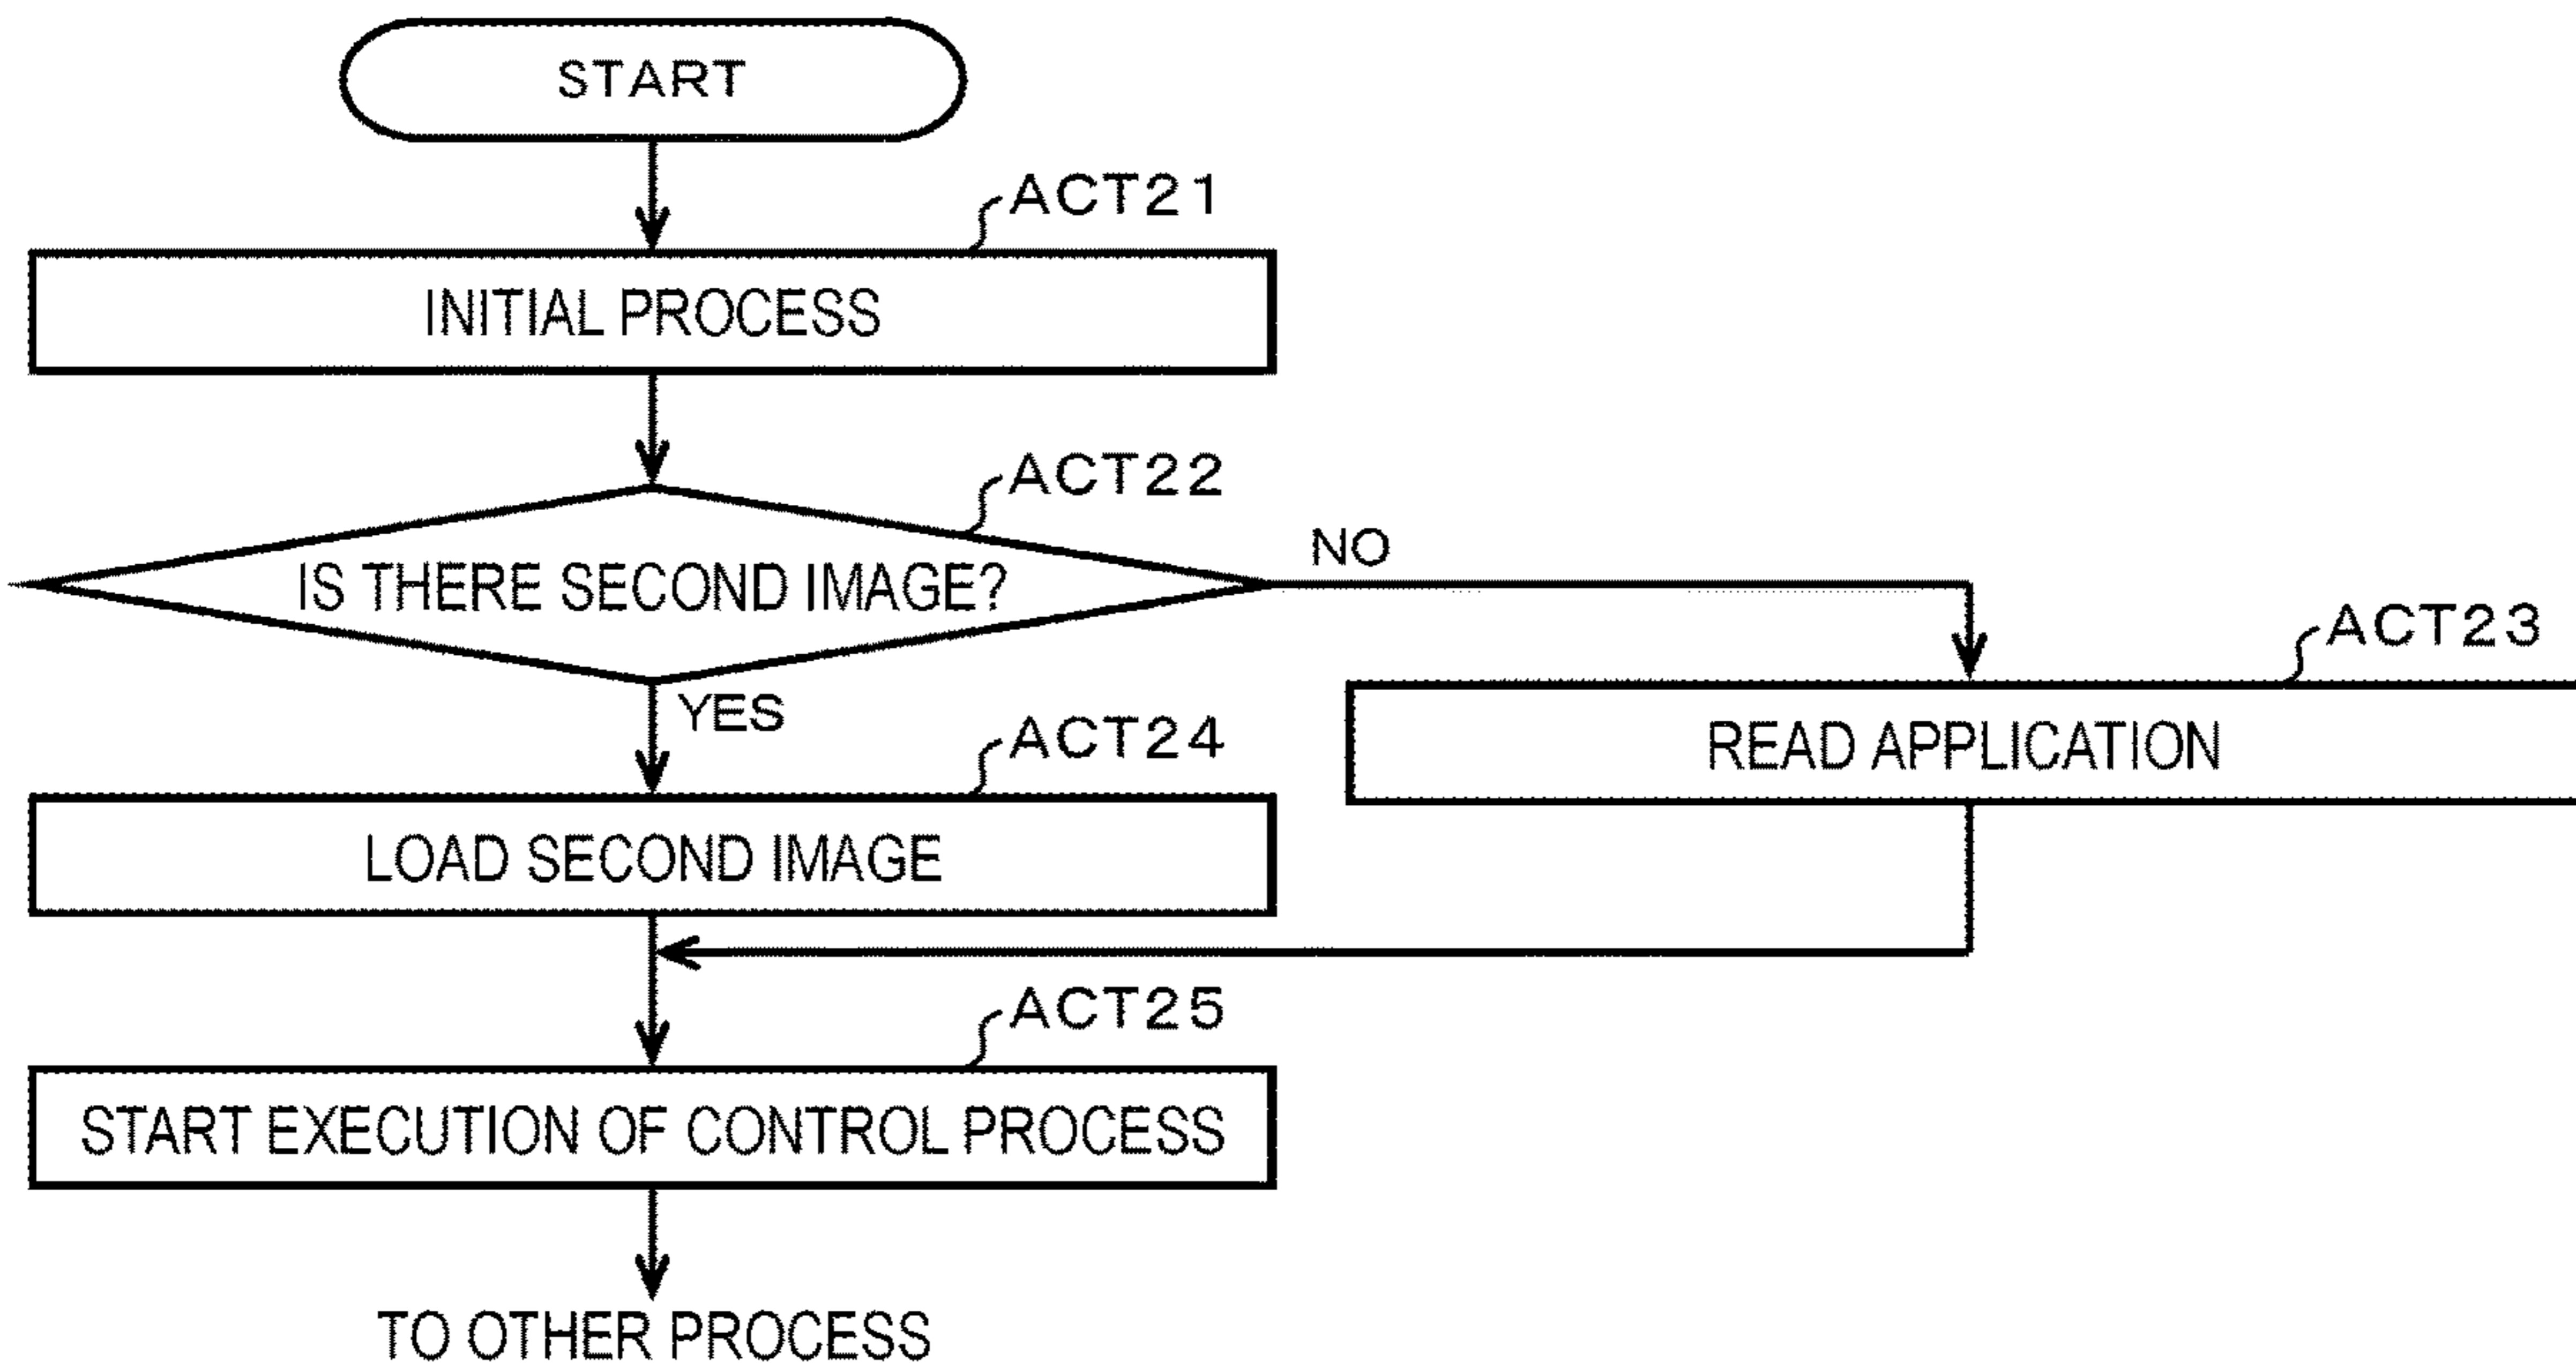 START
ACT21
INITIAL PROCESS
ACT22
IS THERE SECOND IMAGE?
NO
YES
ACT23
READ APPLICATION
ACT24
LOAD SECOND IMAGE
ACT25
START EXECUTION OF CONTROL PROCESS
TO OTHER PROCESS